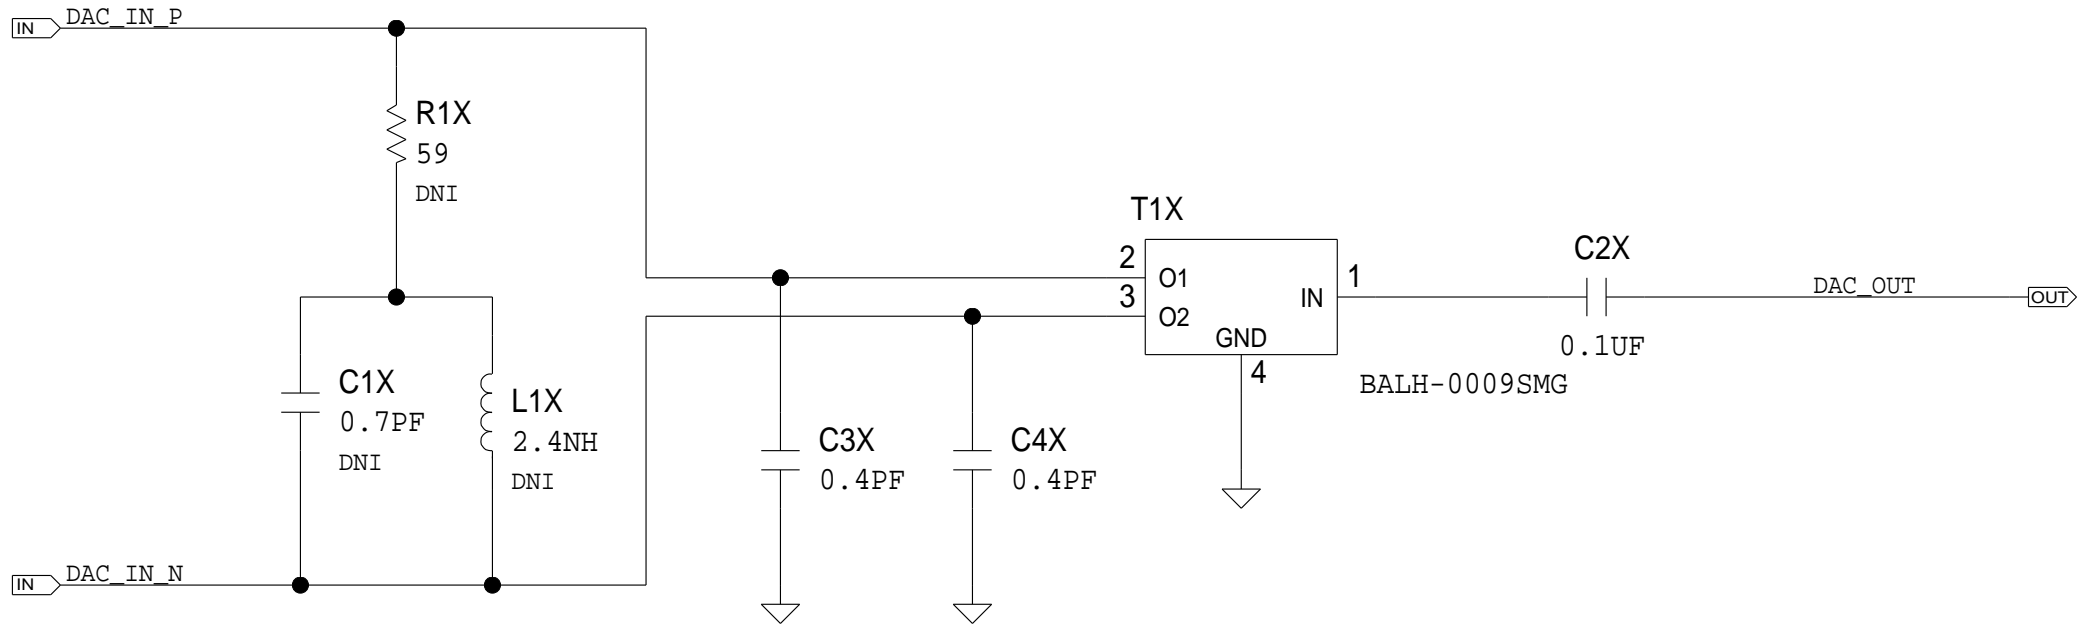 IN DAC_IN_P
R1X
59
DNI
T1X
2 O1
3 O2
IN 1
GND
4
BALH-0009SMG
C2X
0.1UF
DAC_OUT OUT
C1X
0.7PF
DNI
L1X
2.4NH
DNI
C3X
0.4PF
C4X
0.4PF
IN DAC_IN_N